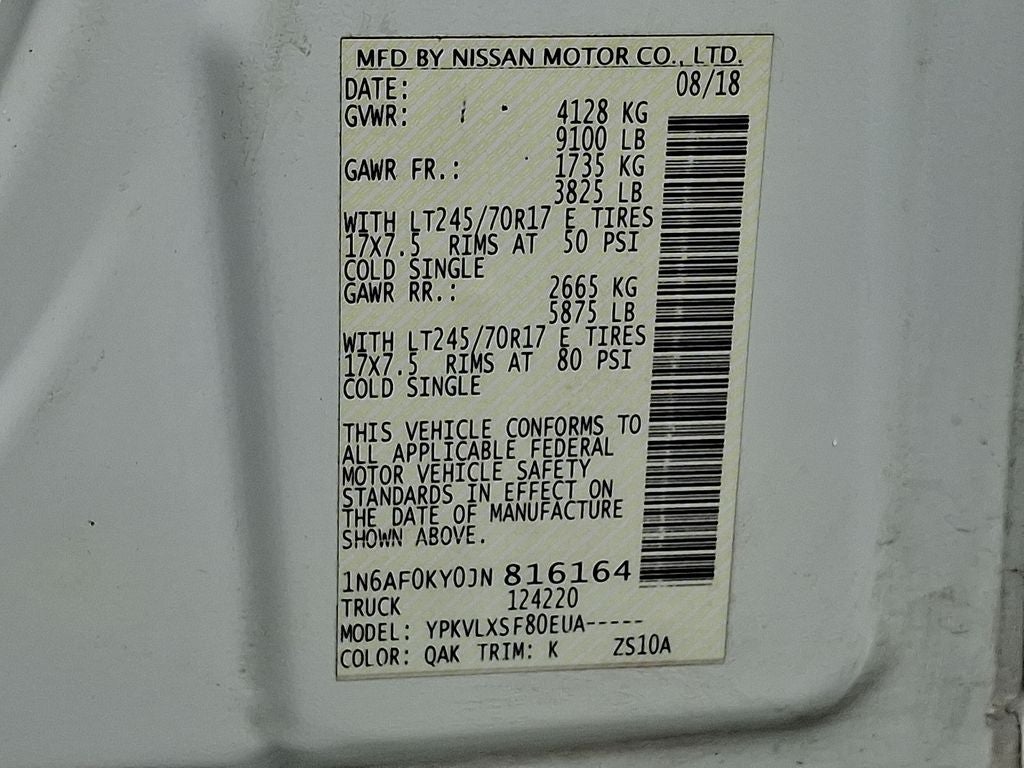 MFD BY NISSAN MOTOR CO., LTD.
DATE: 08/18
GVWR: 4128 KG
9100 LB
GAWR FR.: 1735 KG
3825 LB
WITH LT245/70R17 E TIRES
17X7.5 RIMS AT 50 PSI
COLD SINGLE
GAWR RR.: 2665 KG
5875 LB
WITH LT245/70R17 E TIRES
17X7.5 RIMS AT 80 PSI
COLD SINGLE
THIS VEHICLE CONFORMS TO
ALL APPLICABLE FEDERAL
MOTOR VEHICLE SAFETY
STANDARDS IN EFFECT ON
THE DATE OF MANUFACTURE
SHOWN ABOVE.
1N6AF0KY0JN 816164
TRUCK 124220
MODEL: YPKVLXSF80EUA-----
COLOR: QAK TRIM: K ZS10A